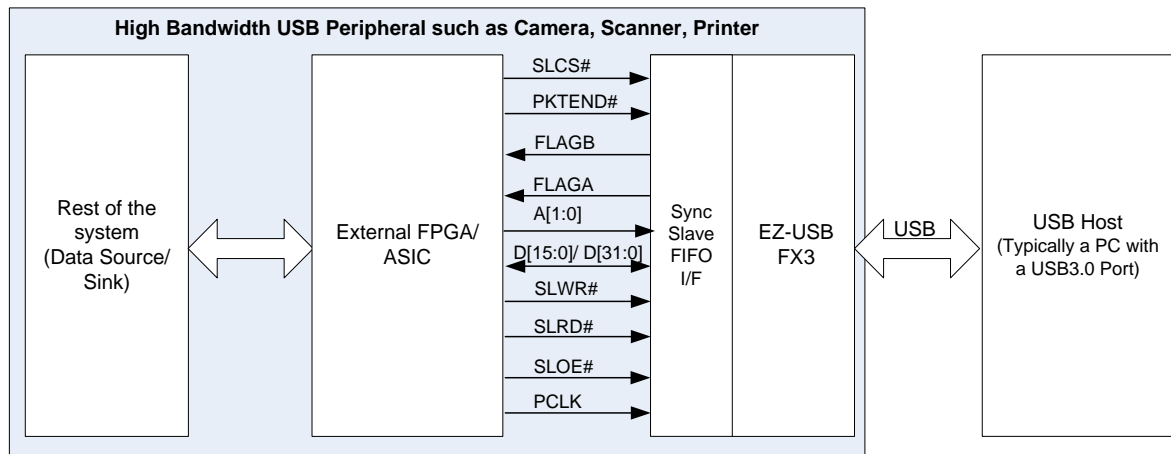 High Bandwidth USB Peripheral such as Camera, Scanner, Printer
Rest of the
system
(Data Source/
Sink)
External FPGA/
ASIC
SLCS#
PKTEND#
FLAGB
FLAGA
A[1:0]
D[15:0]/ D[31:0]
SLWR#
SLRD#
SLOE#
PCLK
Sync
Slave
FIFO
I/F
EZ-USB
FX3
USB
USB Host
(Typically a PC with
a USB3.0 Port)